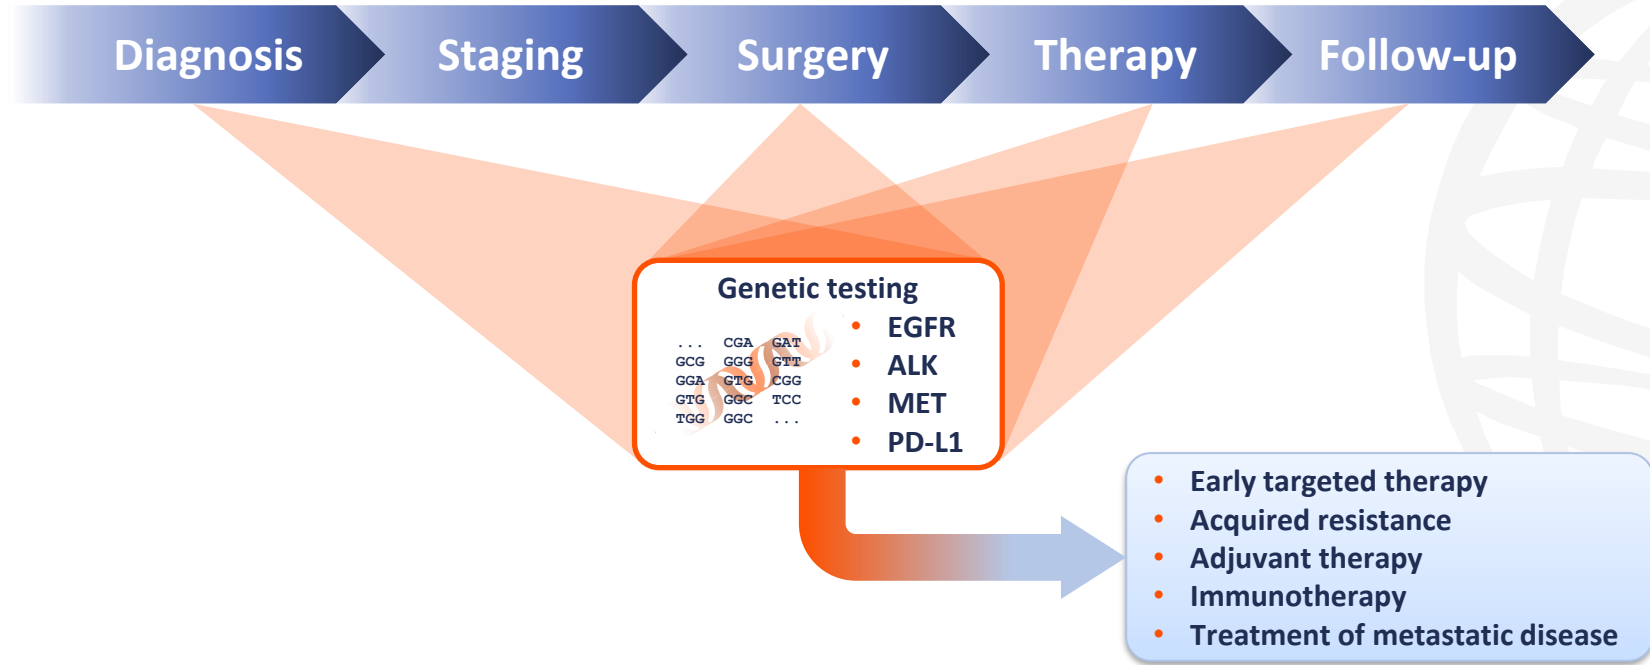 Diagnosis Staging Surgery Therapy Follow-up
Genetic testing
... CGA GAT
GCG GGG GTT
GGA GTG CGG
GTG GGC TCC
TGG GGC ...
• EGFR
• ALK
• MET
• PD-L1
• Early targeted therapy
• Acquired resistance
• Adjuvant therapy
• Immunotherapy
• Treatment of metastatic disease